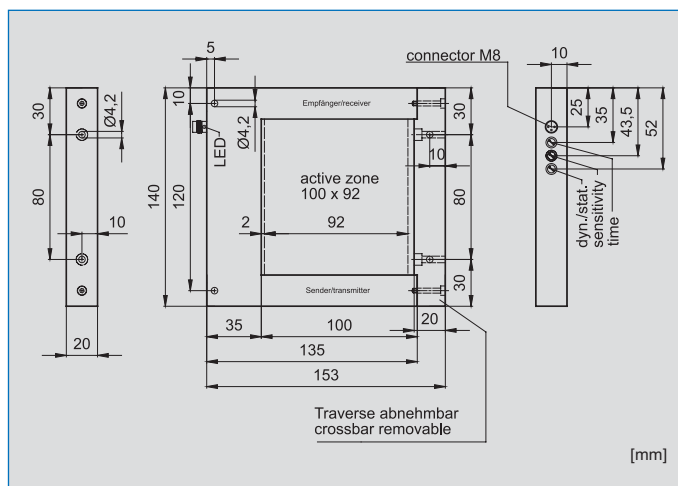 5
connector M8
10
30
Ø4,2
10
Empfänger/receiver
Ø4,2
30
25
35
43,5
52
LED
10
80
10
140
120
active zone
100 x 92
2
92
80
dyn./stat.
sensitivity
time
Sender/transmitter
30
20
35
100
20
135
153
Traverse abnehmbar
crossbar removable
[mm]